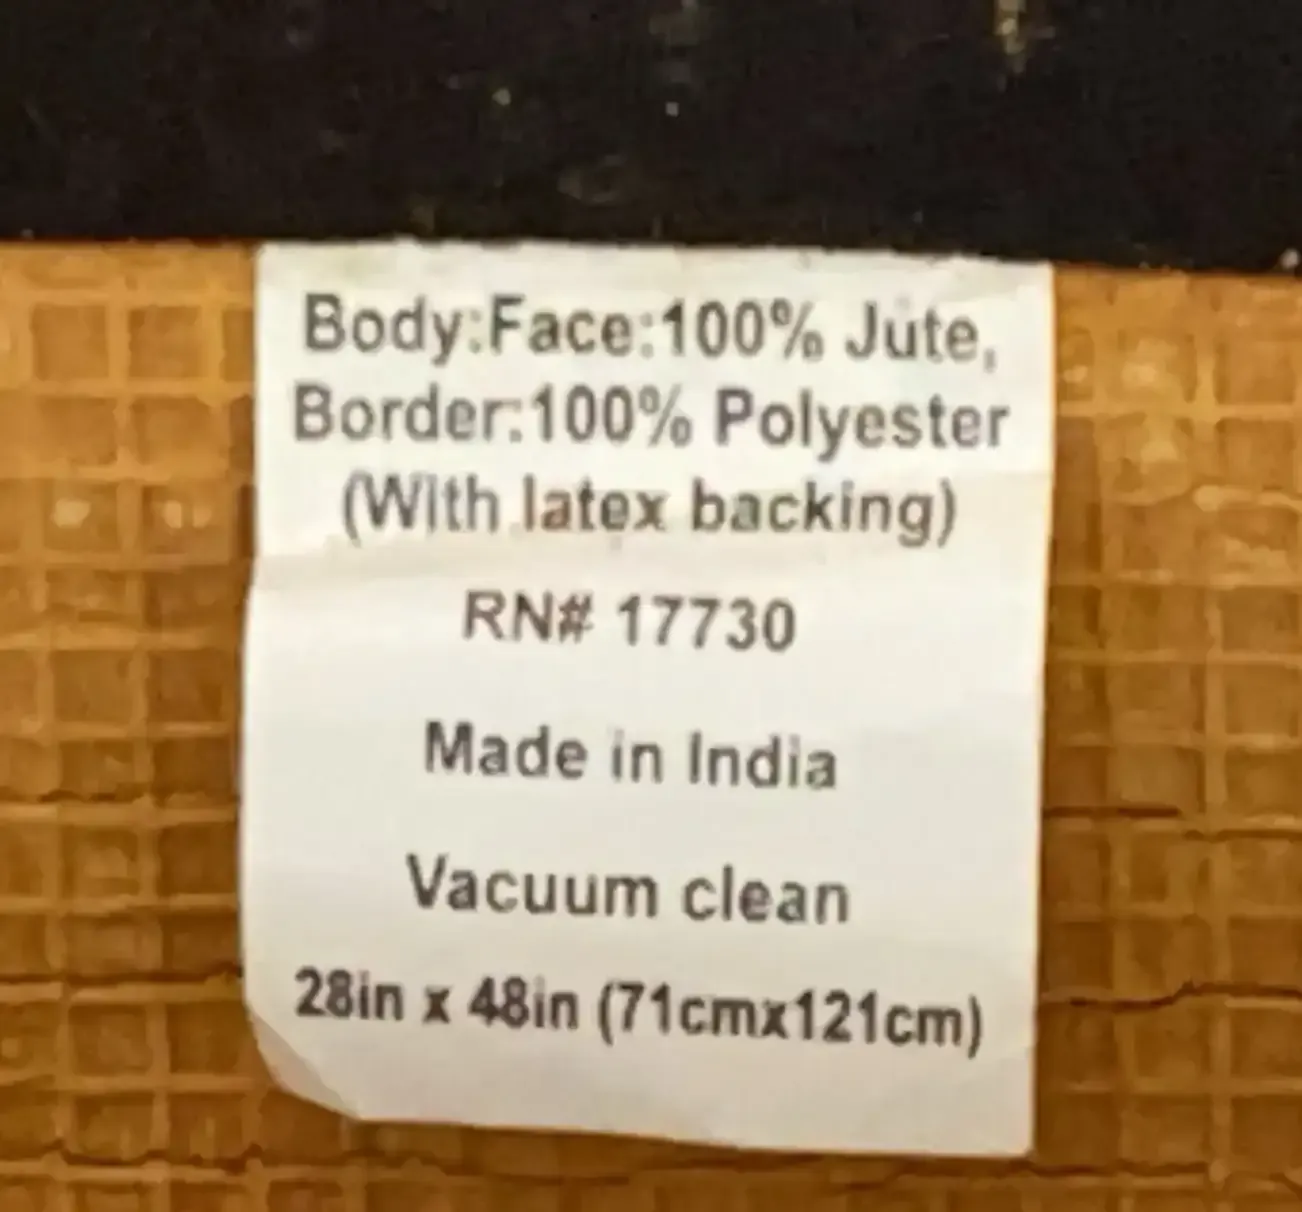 Body:Face:100% Jute,
Border:100% Polyester
(With latex backing)
RN# 17730
Made in India
Vacuum clean
28in x 48in (71cmx121cm)